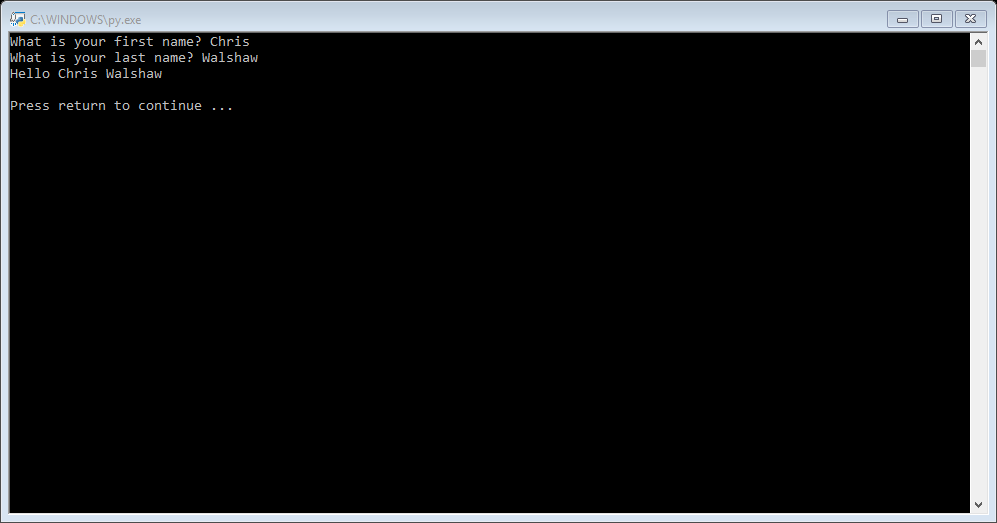 C:\WINDOWS\py.exe
What is your first name? Chris
What is your last name? Walshaw
Hello Chris Walshaw
Press return to continue ...